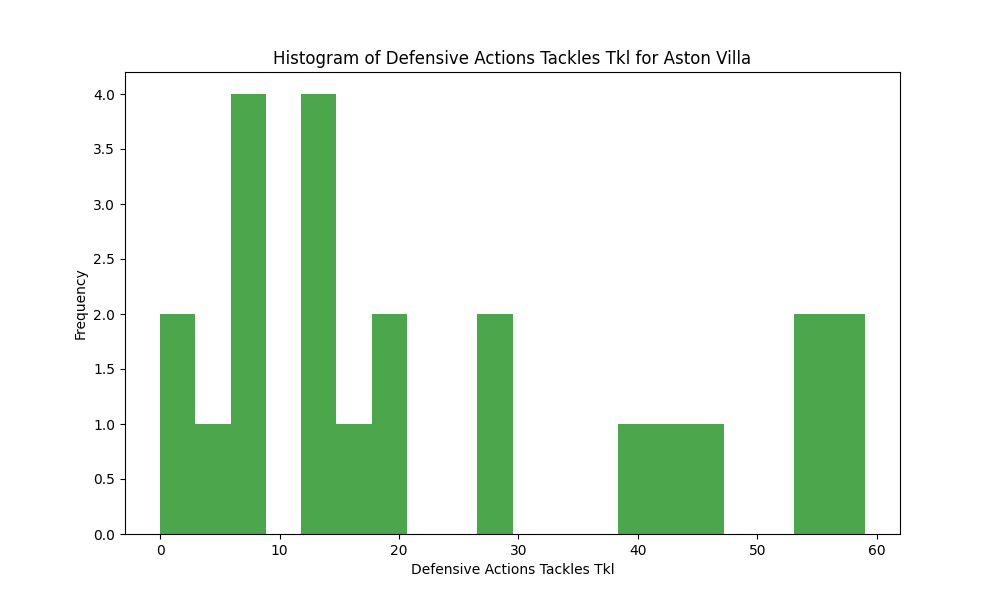 Histogram of Defensive Actions Tackles Tkl for Aston Villa
4.0
3.5
3.0
2.5
2.0
1.5
1.0
0.5
0.0
Frequency
0 10 20 30 40 50 60
Defensive Actions Tackles Tkl